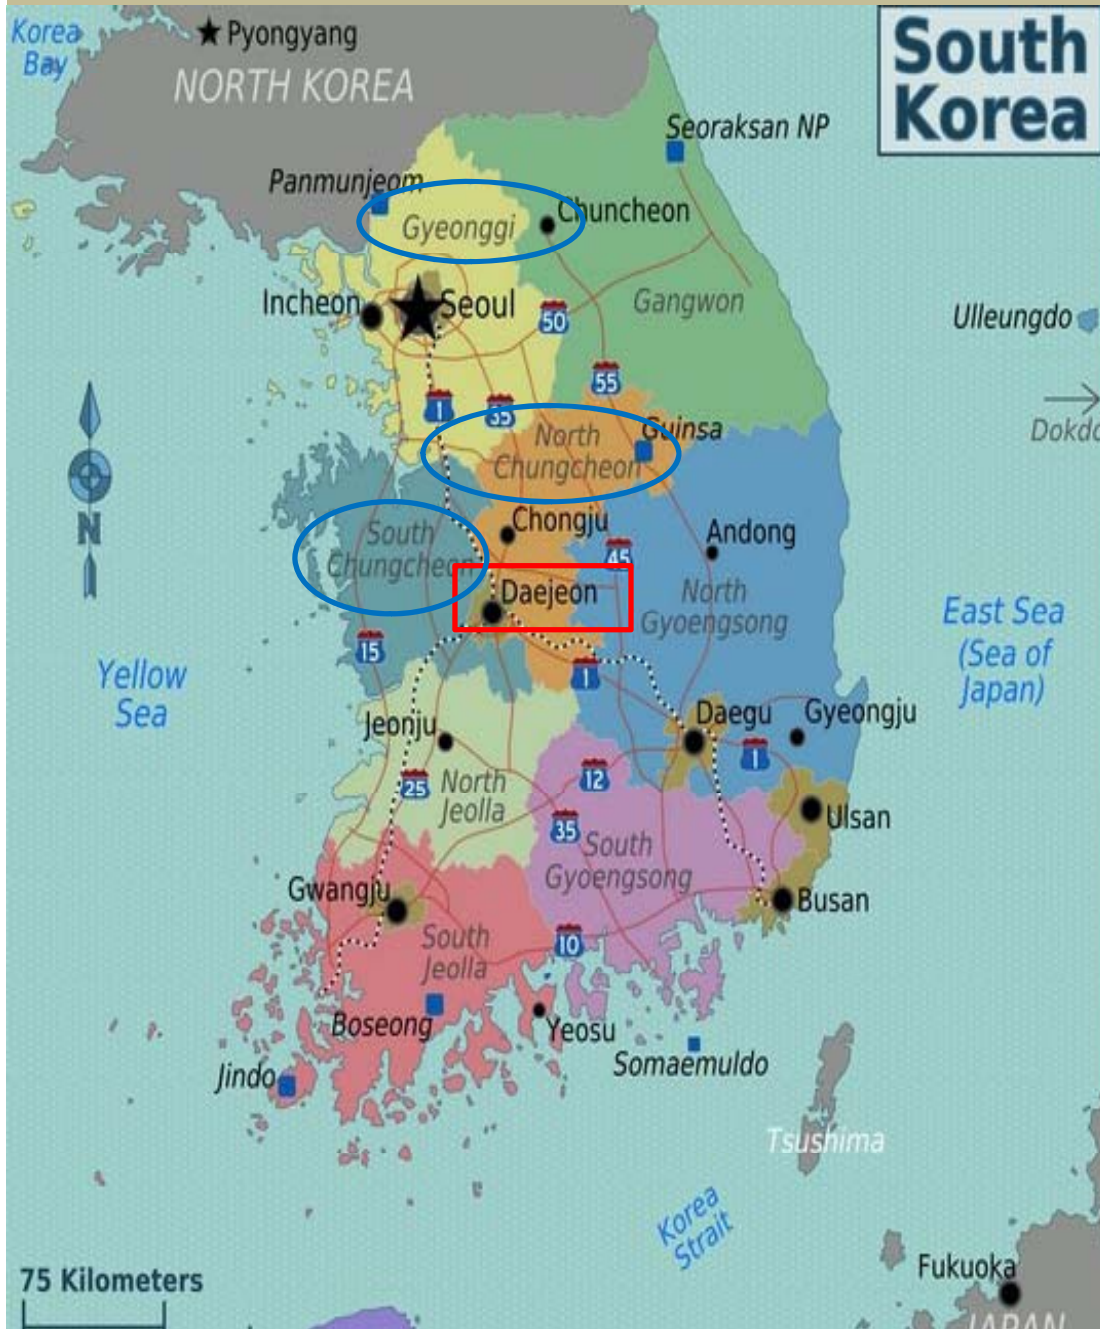 Korea
Bay
Pyongyang
NORTH KOREA
South
Korea
Seoraksan NP
Panmunjeom
Chuncheon
Gyeonggi
Incheon
Seoul
50
Gangwon
Ulleungdo
55
1
35
Dokdo
North
Chungcheon
Guinsa
N
South
Chungcheon
Chongju
45
Andong
Daejeon
North
Gyoengsong
East Sea
(Sea of
Japan)
15
Yellow
Sea
1
Jeonju
Daegu
Gyeongju
1
25
North
Jeolla
12
35
Ulsan
South
Gyoengsong
Gwangju
Busan
South
Jeolla
10
Boseong
Yeosu
Somaemuldo
Jindo
Tsushima
Korea
Strait
Fukuoka
75 Kilometers
JAPAN